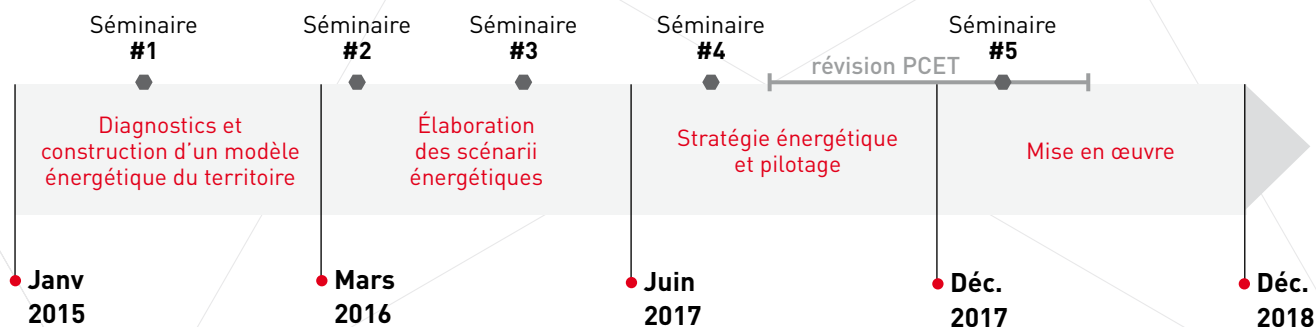 Séminaire
#1
Séminaire
#2
Séminaire
#3
Séminaire
#4
Séminaire
#5
révision PCET
Diagnostics et
construction d’un modèle
énergétique du territoire
Élaboration
des scénarii
énergétiques
Stratégie énergétique
et pilotage
Mise en œuvre
Janv
2015
Mars
2016
Juin
2017
Déc.
2017
Déc.
2018